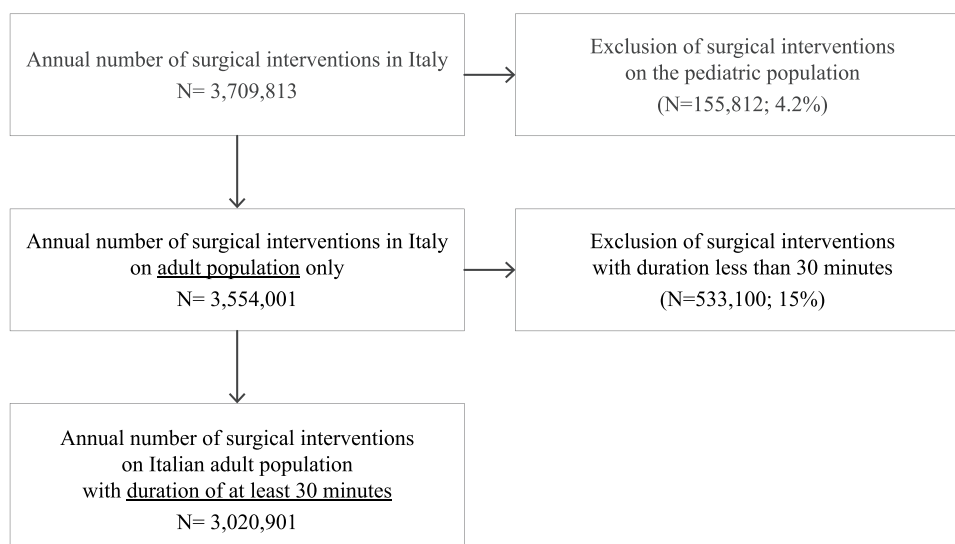 Annual number of surgical interventions in Italy
N= 3,709,813
Exclusion of surgical interventions
on the pediatric population
(N=155,812; 4.2%)
Annual number of surgical interventions in Italy
on adult population only
N= 3,554,001
Exclusion of surgical interventions
with duration less than 30 minutes
(N=533,100; 15%)
Annual number of surgical interventions
on Italian adult population
with duration of at least 30 minutes
N= 3,020,901